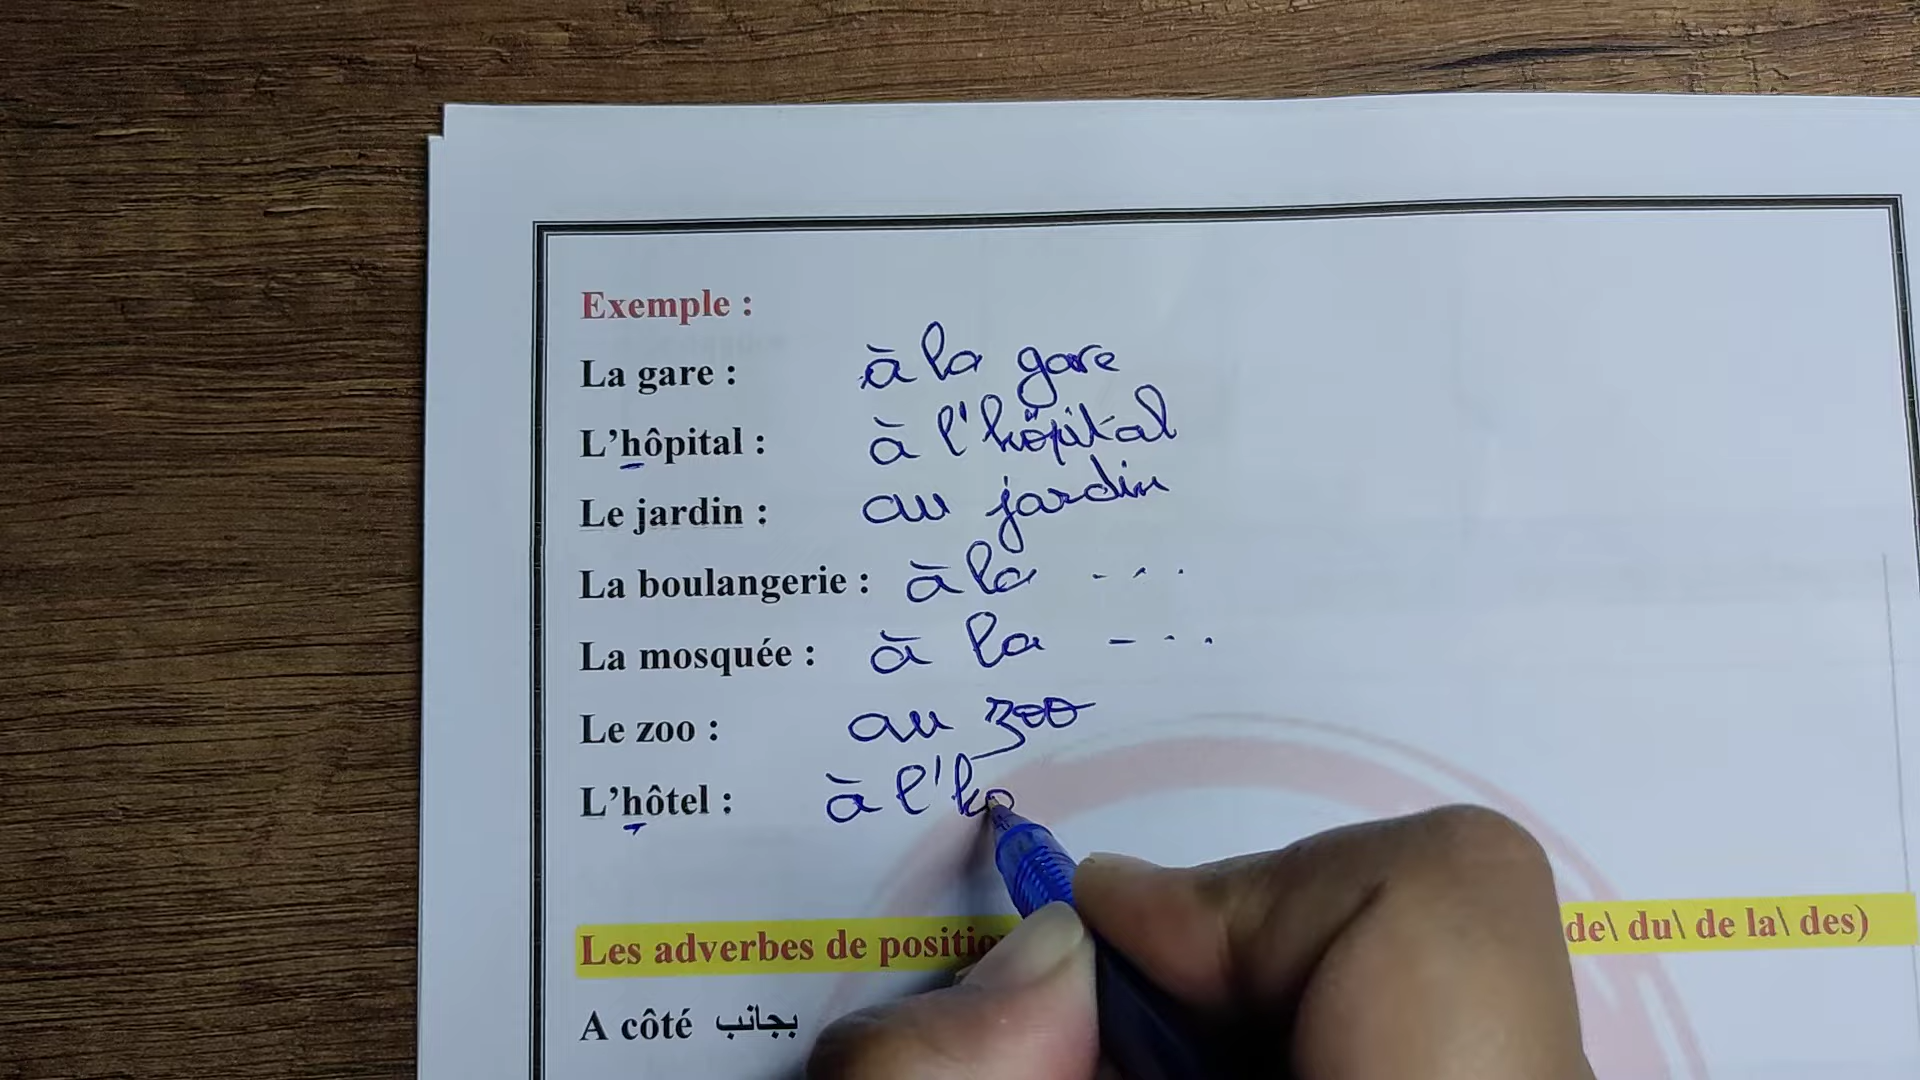 Exemple :
La gare : à la gare
L'hôpital : à l'hôpital
Le jardin : au jardin
La boulangerie : à la - - .
La mosquée : à la - - .
Le zoo : au zoo
L'hôtel : à l'ho
Les adverbes de positio de\ du\ de la\ des)
A côté بجانب